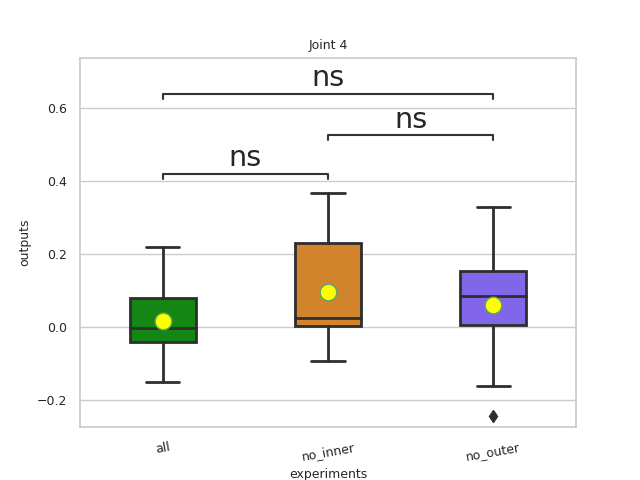 Joint 4
ns
ns
ns
0.6
0.4
0.2
0.0
−0.2
outputs
all
no_inner
no_outer
experiments